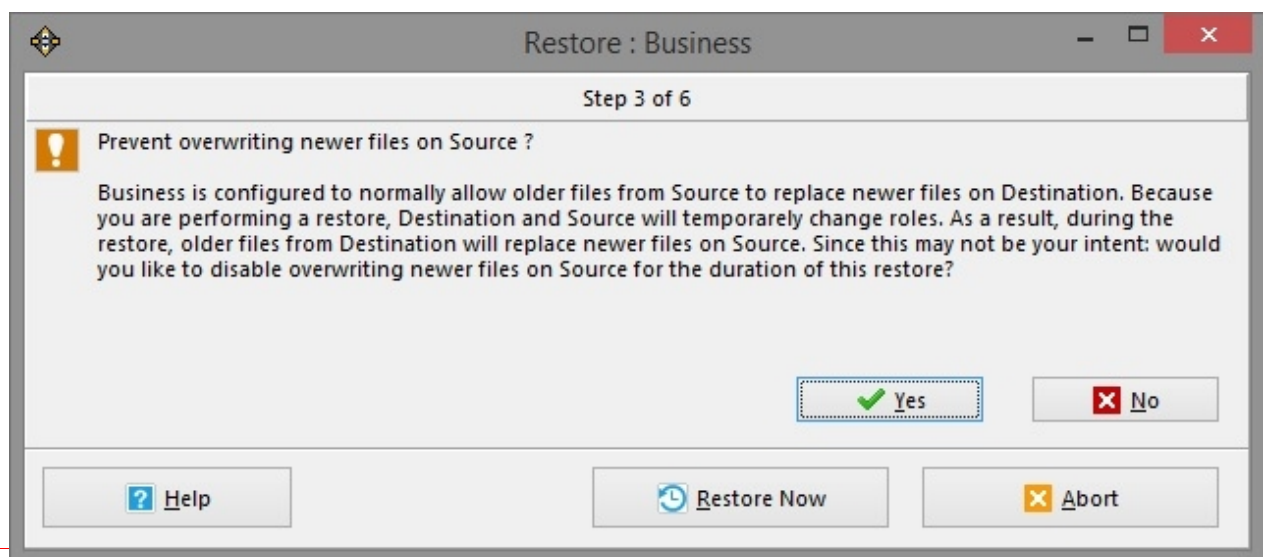 Restore : Business
Step 3 of 6
Prevent overwriting newer files on Source ?
Business is configured to normally allow older files from Source to replace newer files on Destination. Because
you are performing a restore, Destination and Source will temporarely change roles. As a result, during the
restore, older files from Destination will replace newer files on Source. Since this may not be your intent: would
you like to disable overwriting newer files on Source for the duration of this restore?
Yes
No
Help
Restore Now
Abort